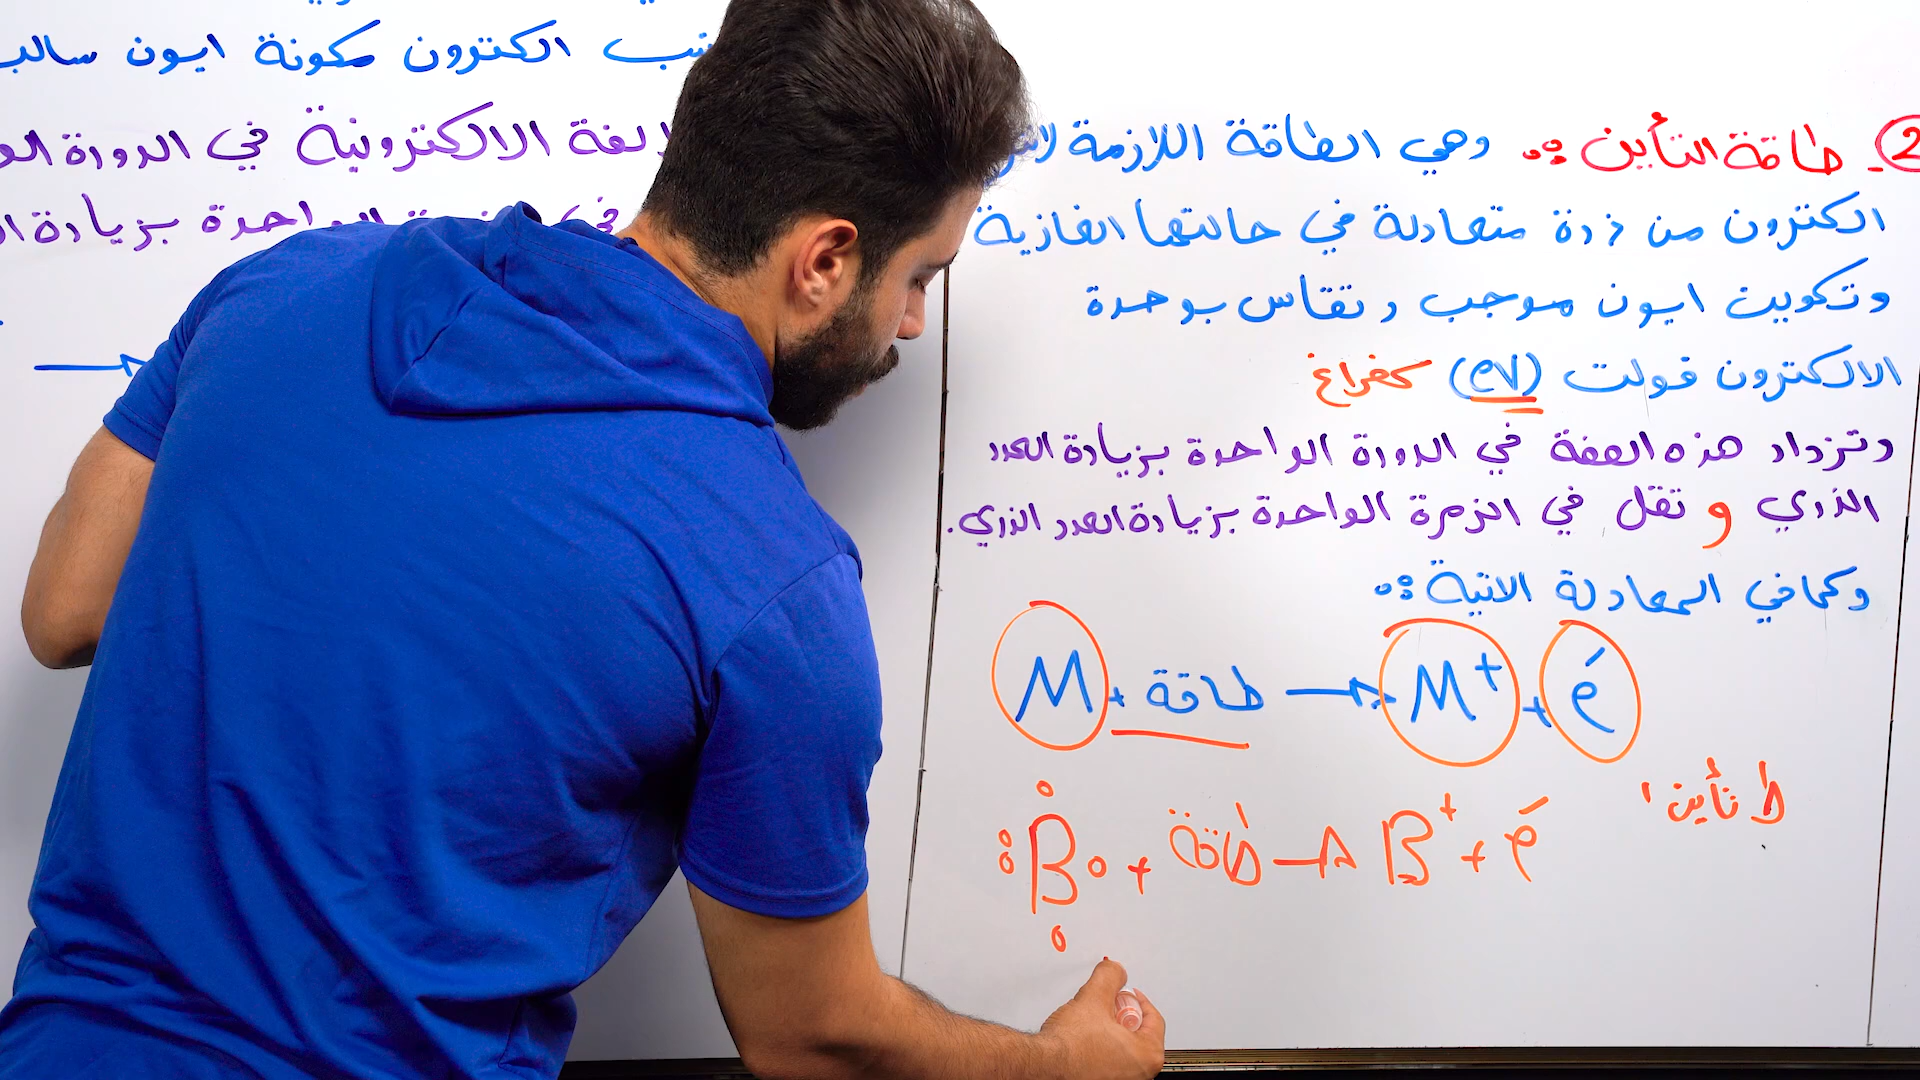 2- طاقة التأين :. وهي الطاقة اللازمة
الكترون من ذرة متعادلة في حالتها الغازية
وتكوين ايون موجب وتقاس بوحدة
الالكترون فولت (eV) كفراغ
وتزداد هذه الصفة في الدورة الواحدة بزيادة العدد
الذري و تقل في الزمرة الواحدة بزيادة العدد الذري.
وكما في المعادلة الاتية :.
M + طاقة → M⁺ + e⁻
ط تأين ١
B + طاقة → B⁺ + e⁻
الكترون مكونة ايون سالب
الالكترونية في الدورة
الواحدة بزيادة